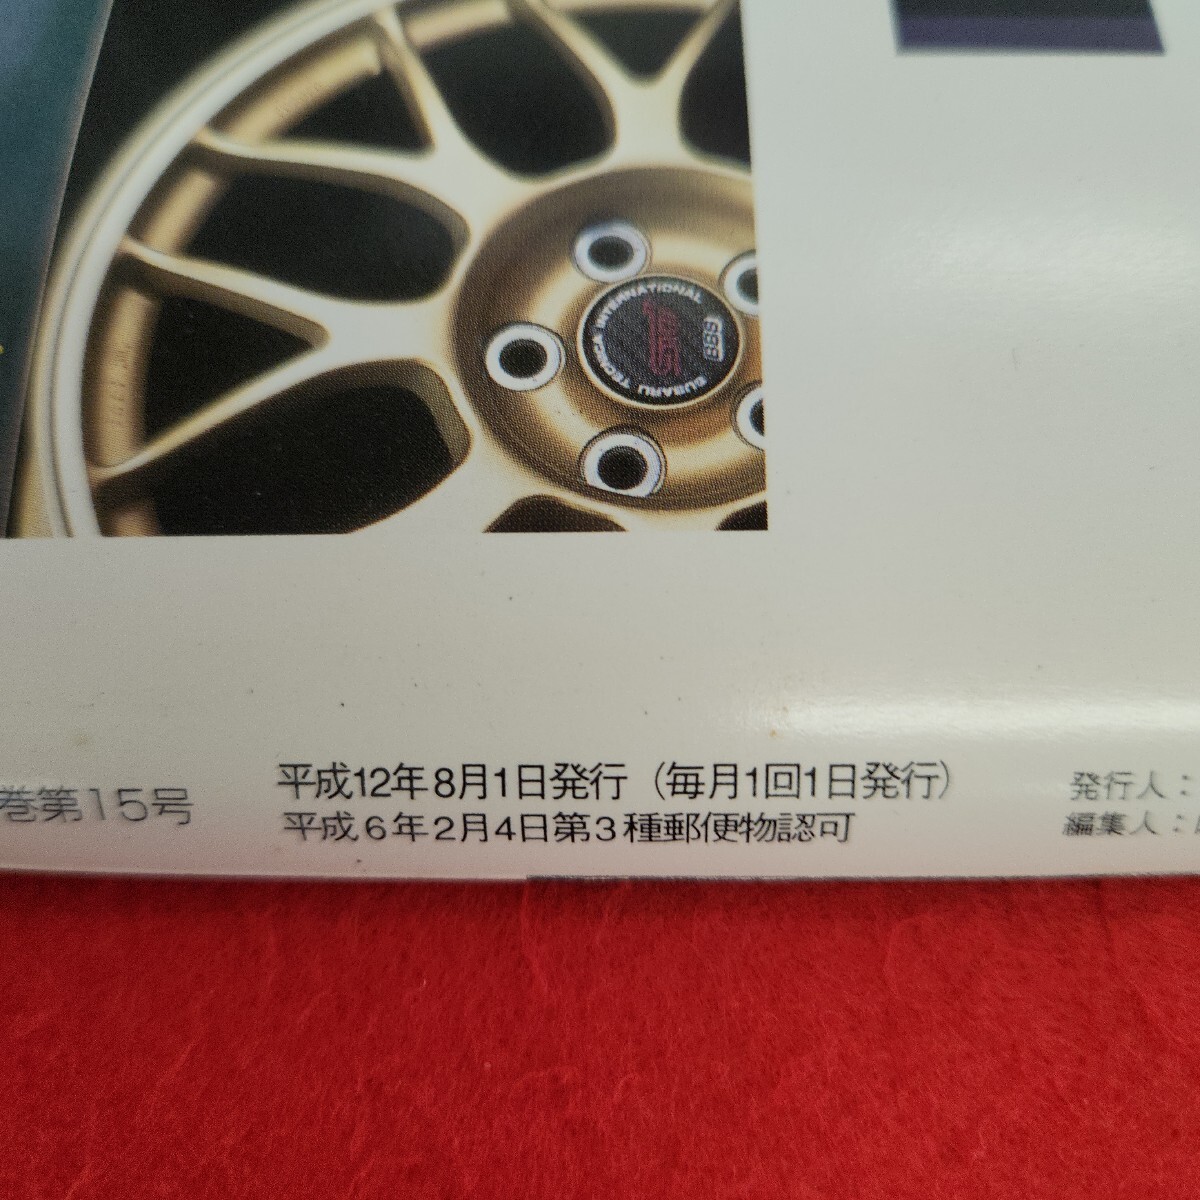 SUBARU TECNICA INTERNATIONAL
STi
BBS
巻第15号
平成12年8月1日発行（毎月1回1日発行）
平成6年2月4日第3種郵便物認可
発行人：
編集人：